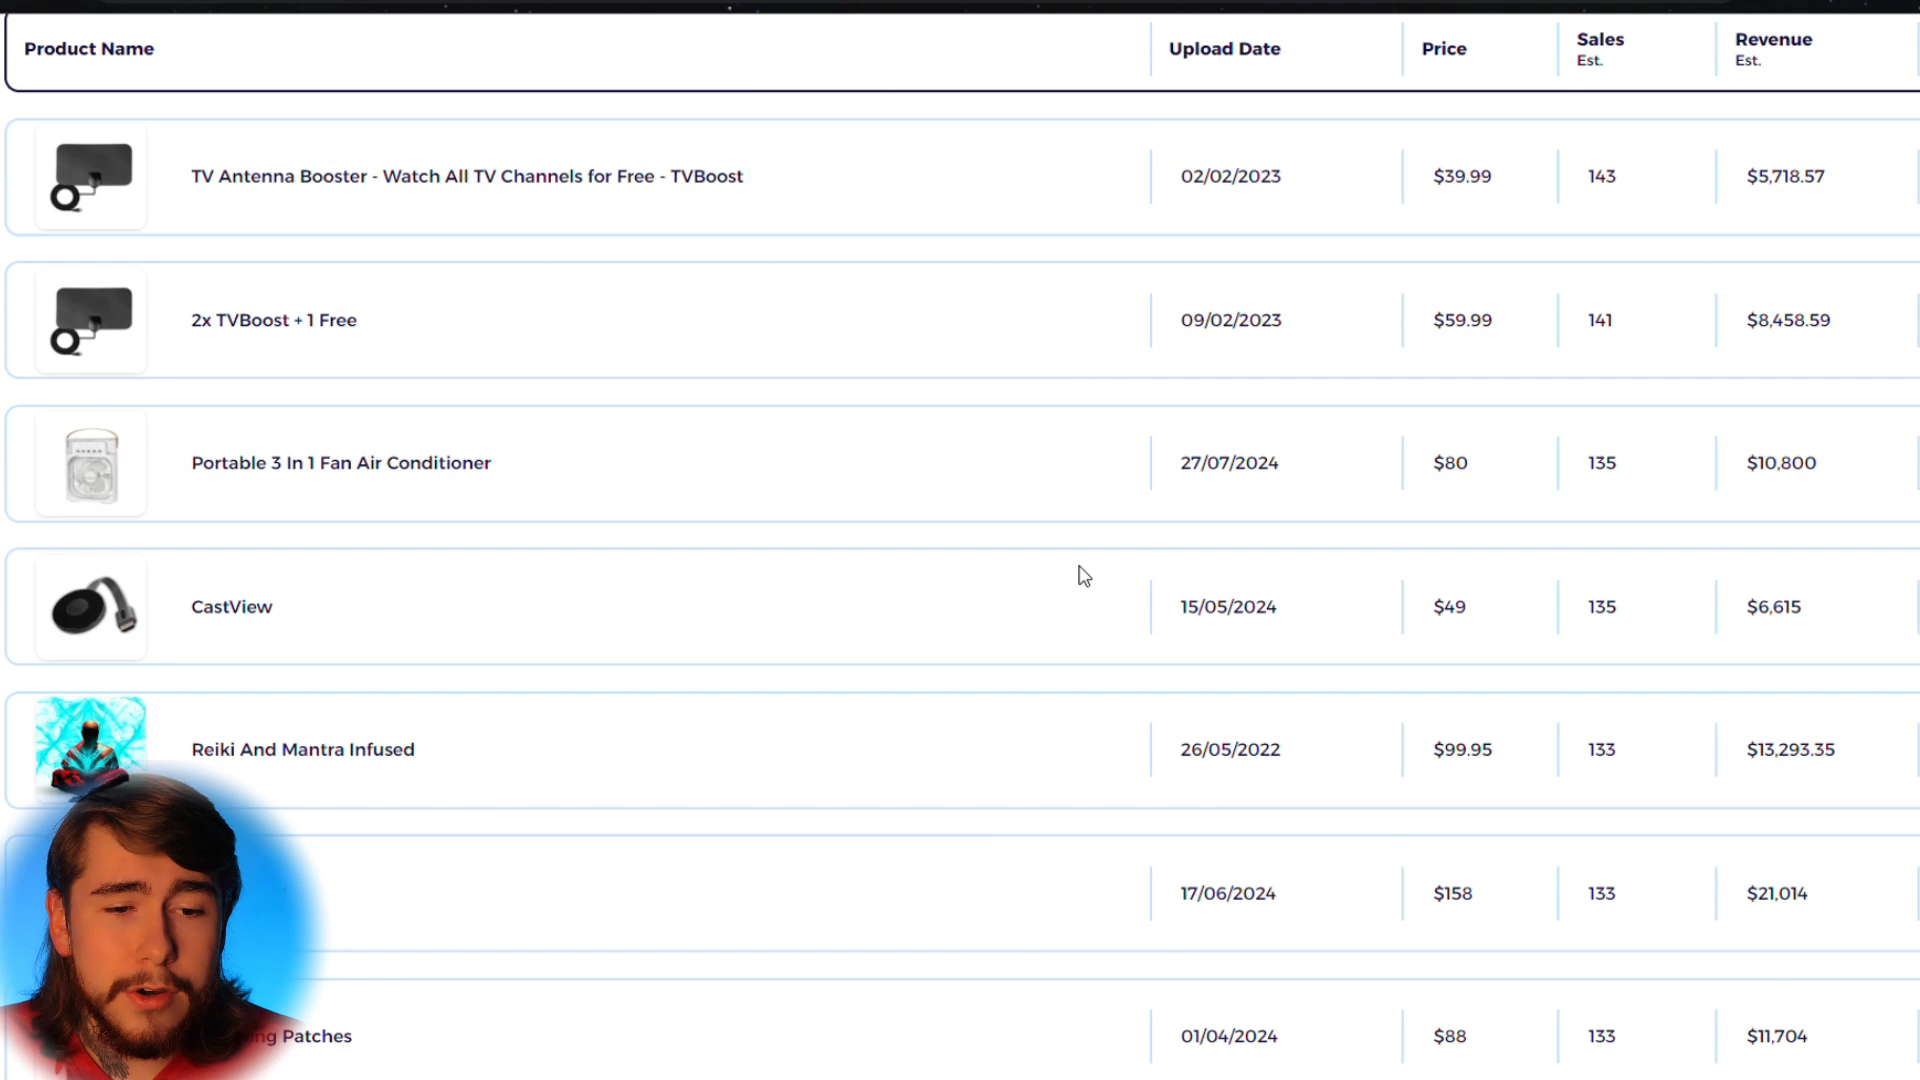 Product Name Upload Date Price Sales Est. Revenue Est.
TV Antenna Booster - Watch All TV Channels for Free - TVBoost 02/02/2023 $39.99 143 $5,718.57
2x TVBoost + 1 Free 09/02/2023 $59.99 141 $8,458.59
Portable 3 In 1 Fan Air Conditioner 27/07/2024 $80 135 $10,800
CastView 15/05/2024 $49 135 $6,615
Reiki And Mantra Infused 26/05/2022 $99.95 133 $13,293.35
17/06/2024 $158 133 $21,014
Patches 01/04/2024 $88 133 $11,704